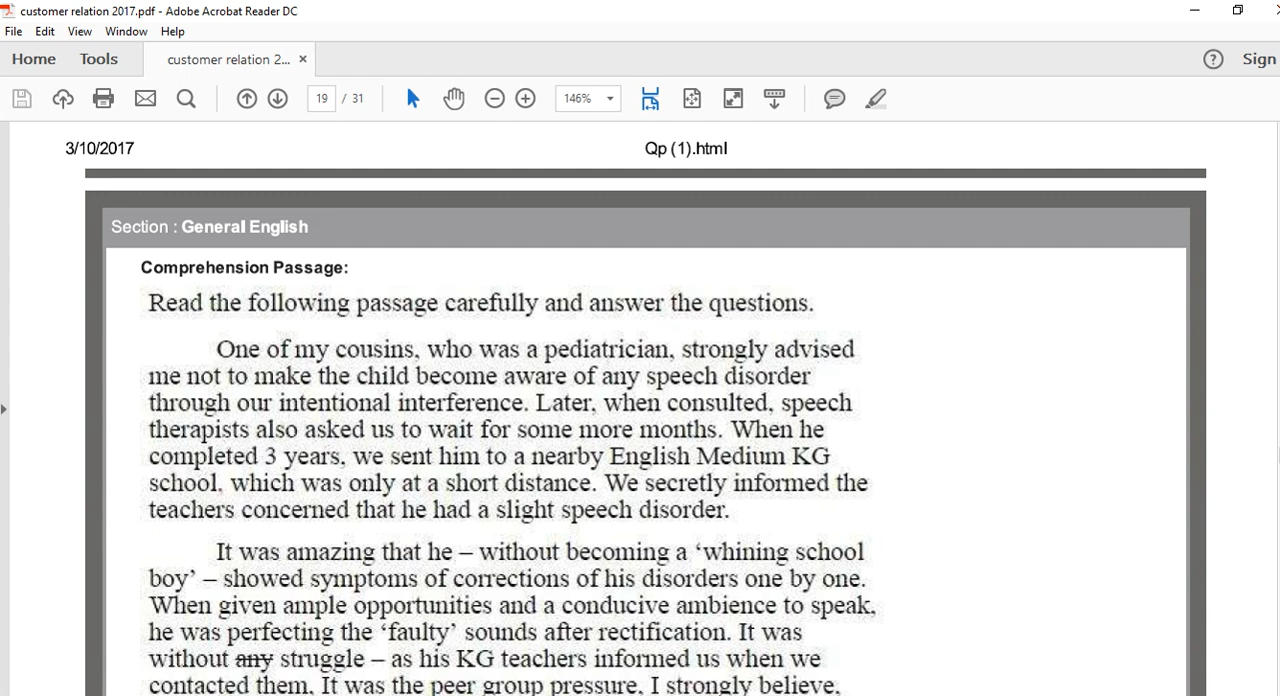 customer relation 2017.pdf - Adobe Acrobat Reader DC
File Edit View Window Help
Home Tools customer relation 2... × ? Sign
19 / 31 146%
3/10/2017 Qp (1).html
Section : General English
Comprehension Passage:
Read the following passage carefully and answer the questions.
One of my cousins, who was a pediatrician, strongly advised
me not to make the child become aware of any speech disorder
through our intentional interference. Later, when consulted, speech
therapists also asked us to wait for some more months. When he
completed 3 years, we sent him to a nearby English Medium KG
school, which was only at a short distance. We secretly informed the
teachers concerned that he had a slight speech disorder.
It was amazing that he – without becoming a ‘whining school
boy’ – showed symptoms of corrections of his disorders one by one.
When given ample opportunities and a conducive ambience to speak,
he was perfecting the ‘faulty’ sounds after rectification. It was
without any struggle – as his KG teachers informed us when we
contacted them. It was the peer group pressure, I strongly believe,